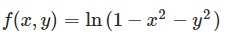 f(x, y) = ln (1 − x² − y²)